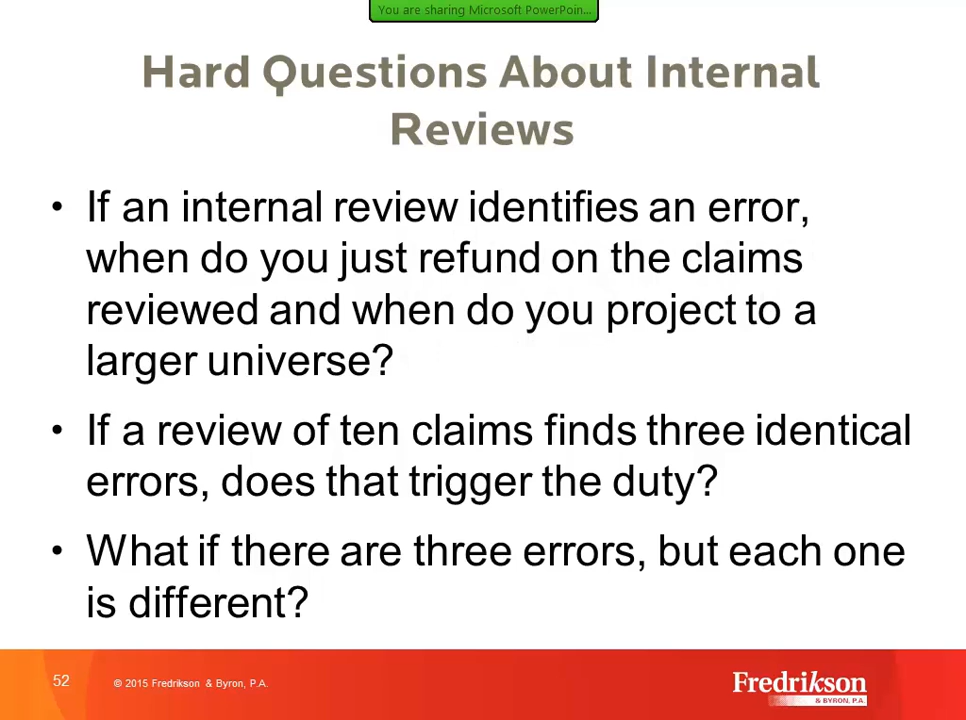 You are sharing Microsoft PowerPoin...
Hard Questions About Internal
Reviews
• If an internal review identifies an error,
when do you just refund on the claims
reviewed and when do you project to a
larger universe?
• If a review of ten claims finds three identical
errors, does that trigger the duty?
• What if there are three errors, but each one
is different?
52 © 2015 Fredrikson & Byron, P.A.
Fredrikson
& BYRON, P.A.